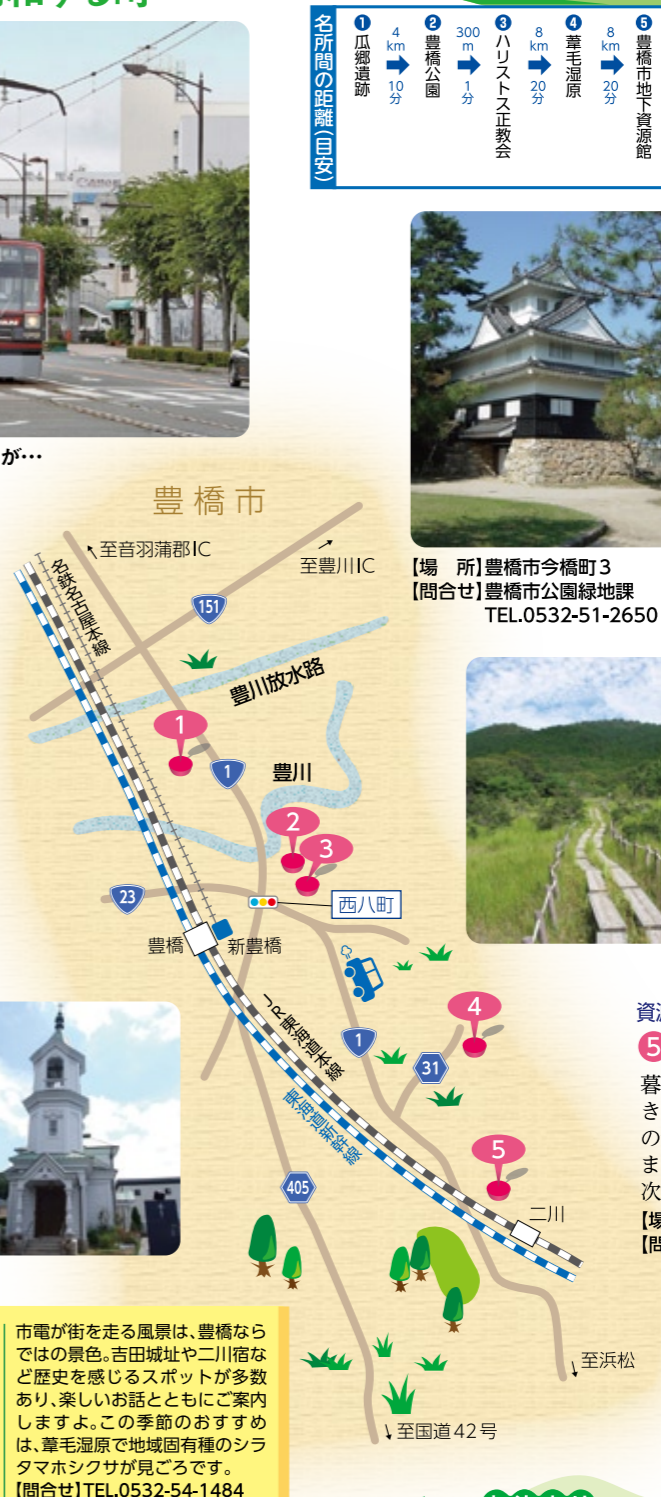 和する町
名所間の距離(目安)
❶瓜郷遺跡
4km
10分
❷豊橋公園
300m
1分
❸ハリストス正教会
8km
20分
❹葦毛湿原
8km
20分
❺豊橋市地下資源館
Canon
が…
【場 所】豊橋市今橋町3
【問合せ】豊橋市公園緑地課
TEL.0532-51-2650
豊橋市
至音羽蒲郡IC
至豊川IC
名鉄名古屋本線
151
豊川放水路
1
1
豊川
2
3
23
西八町
豊橋
新豊橋
JR東海道本線
東海道新幹線
1
4
31
5
405
二川
至浜松
至国道42号
資源
5
暮
き
の
ま
次
【場
【問
市電が街を走る風景は、豊橋なら
ではの景色。吉田城址や二川宿な
ど歴史を感じるスポットが多数
あり、楽しいお話とともにご案内
しますよ。この季節のおすすめ
は、葦毛湿原で地域固有種のシラ
タマホシクサが見ごろです。
【問合せ】TEL.0532-54-1484